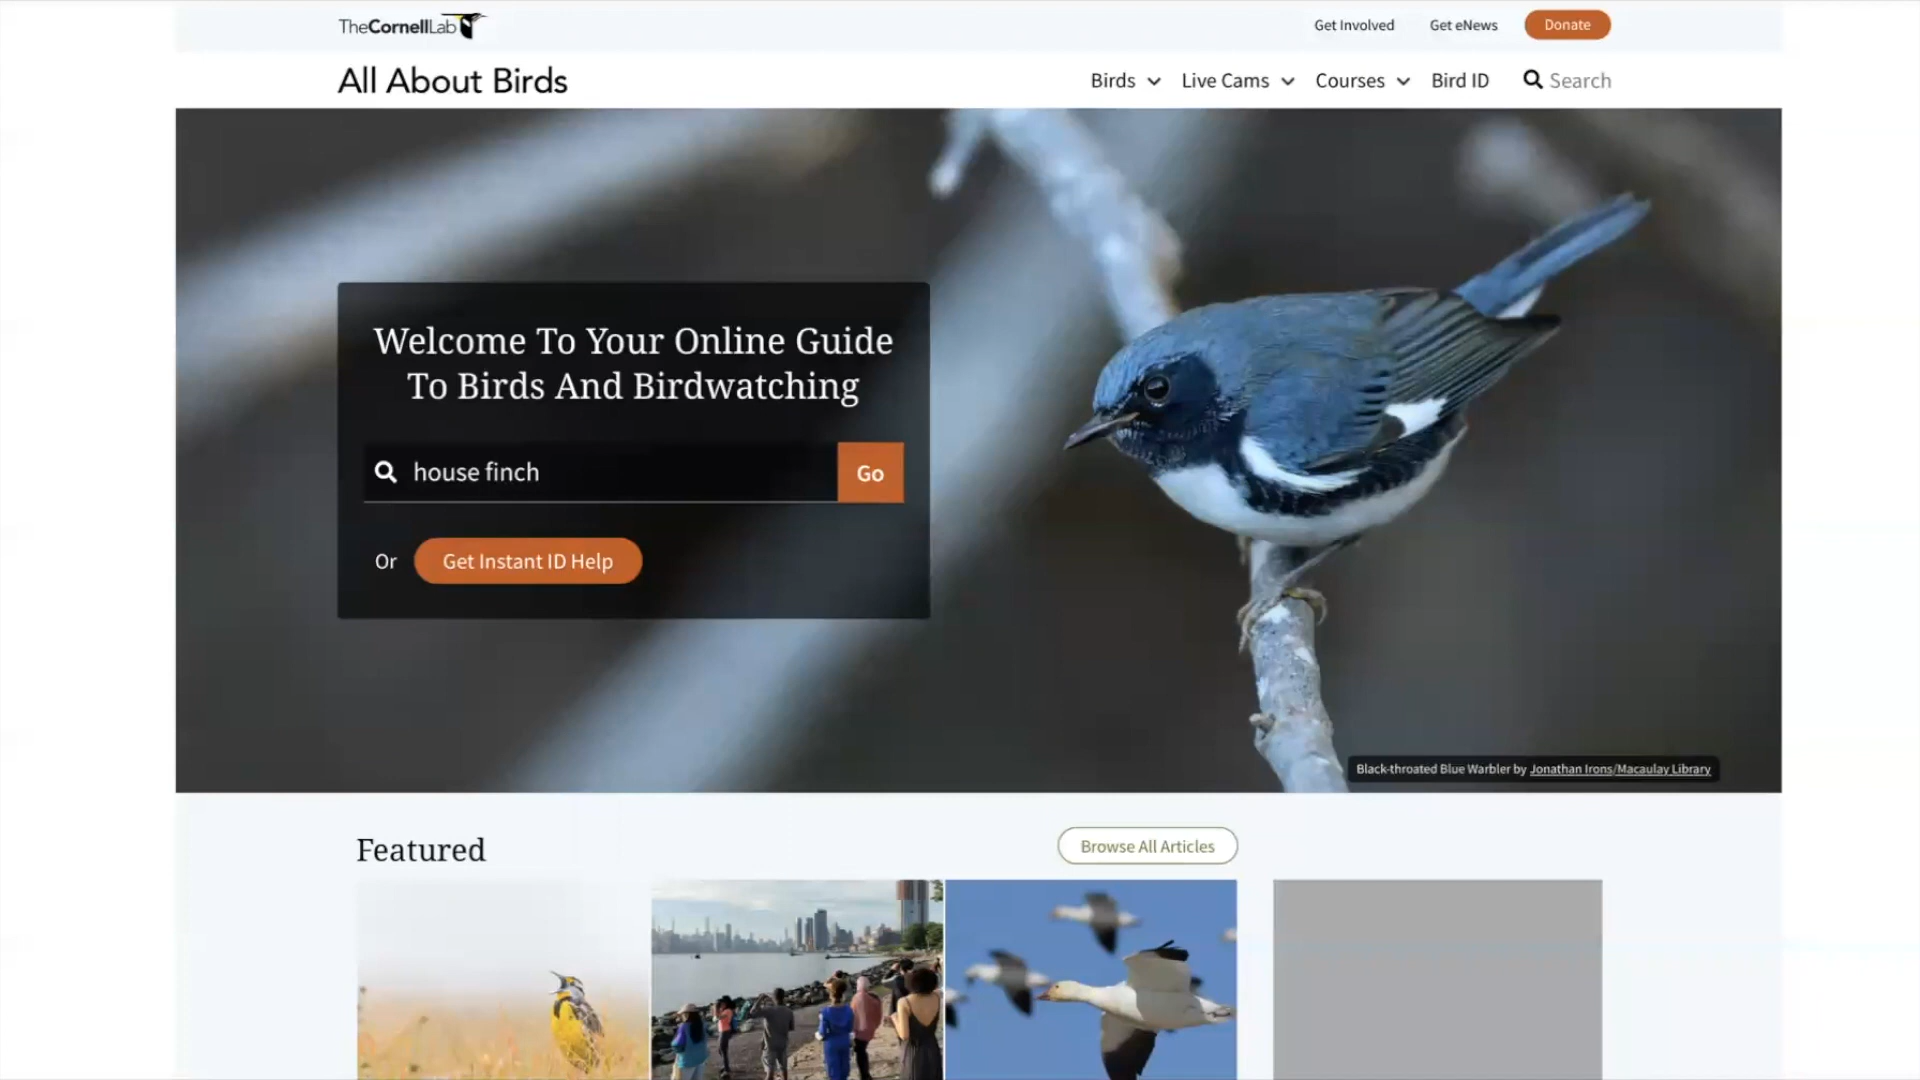 TheCornellLab
Get Involved
Get eNews
Donate
All About Birds
Birds
Live Cams
Courses
Bird ID
Search
Welcome To Your Online Guide
To Birds And Birdwatching
house finch
Go
Or
Get Instant ID Help
Black-throated Blue Warbler by Jonathan Irons/Macaulay Library
Featured
Browse All Articles